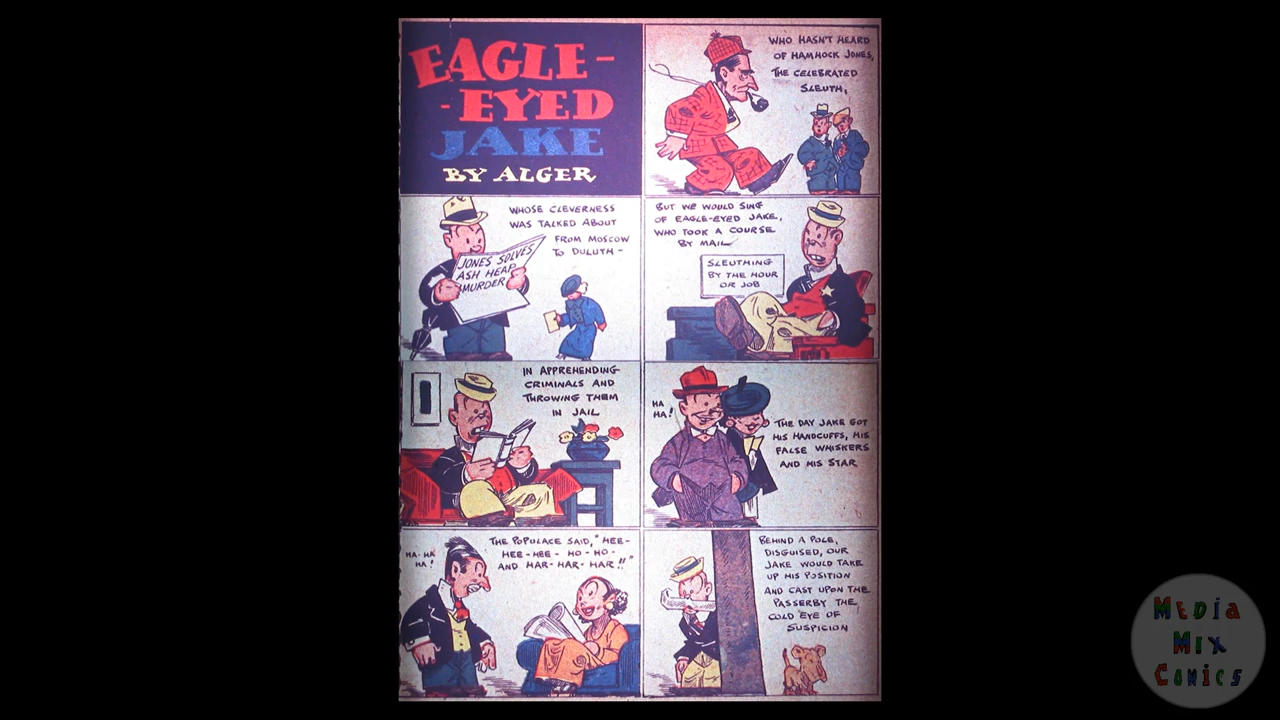 EAGLE-
-EYED
JAKE
BY ALGER
WHO HASN'T HEARD
OF HAMHOCK JONES,
THE CELEBRATED
SLEUTH,
WHOSE CLEVERNESS
WAS TALKED ABOUT
FROM MOSCOW
TO DULUTH -
JONES SOLVES
ASH HEAP
MURDER
BUT WE WOULD SING
OF EAGLE-EYED JAKE,
WHO TOOK A COURSE
BY MAIL
SLEUTHING
BY THE HOUR
OR JOB
IN APPREHENDING
CRIMINALS AND
THROWING THEM
IN JAIL
HA
HA!
THE DAY JAKE GOT
HIS HANDCUFFS, HIS
FALSE WHISKERS
AND HIS STAR
HA-HA
HA!
THE POPULACE SAID, "HEE-
HEE-HEE - HO-HO-
AND HAR-HAR-HAR!!"
BEHIND A POLE,
DISGUISED, OUR
JAKE WOULD TAKE
UP HIS POSITION
AND CAST UPON THE
PASSERBY THE
COLD EYE OF
SUSPICION
MEDiA
MiX
COMiCS